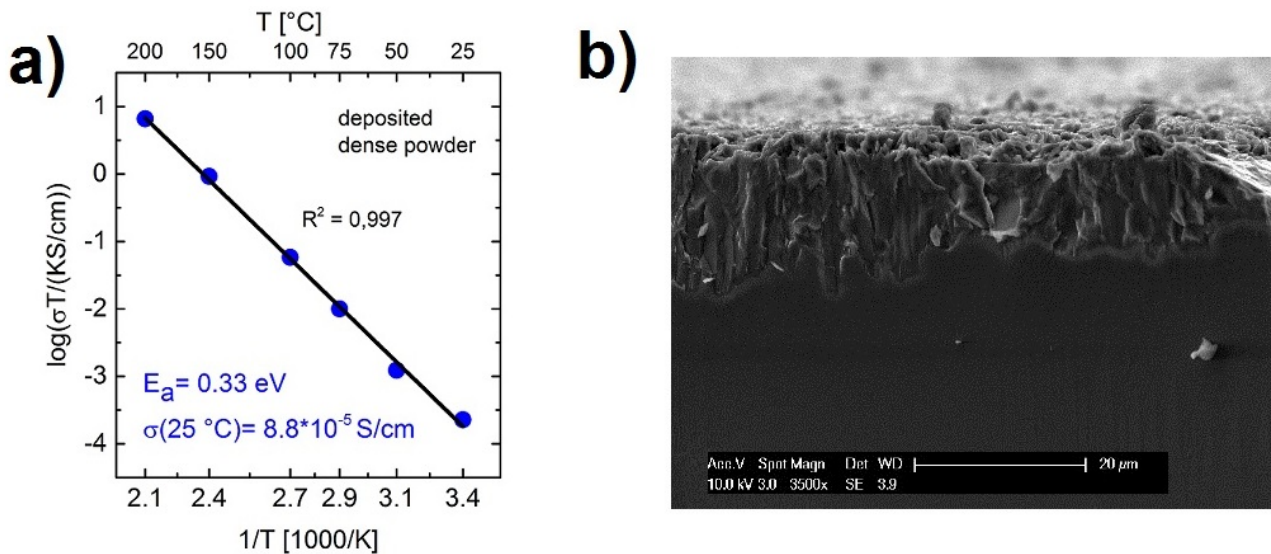 a)
T [°C]
200 150 100 75 50 25
deposited
dense powder
R² = 0,997
1
0
-1
-2
-3
-4
log(σT/(KS/cm))
Eₐ= 0.33 eV
σ(25 °C)= 8.8*10⁻⁵ S/cm
2.1 2.4 2.7 2.9 3.1 3.4
1/T [1000/K]
b)
Acc.V Spot Magn Det WD 20 µm
10.0 kV 3.0 3500x SE 3.9